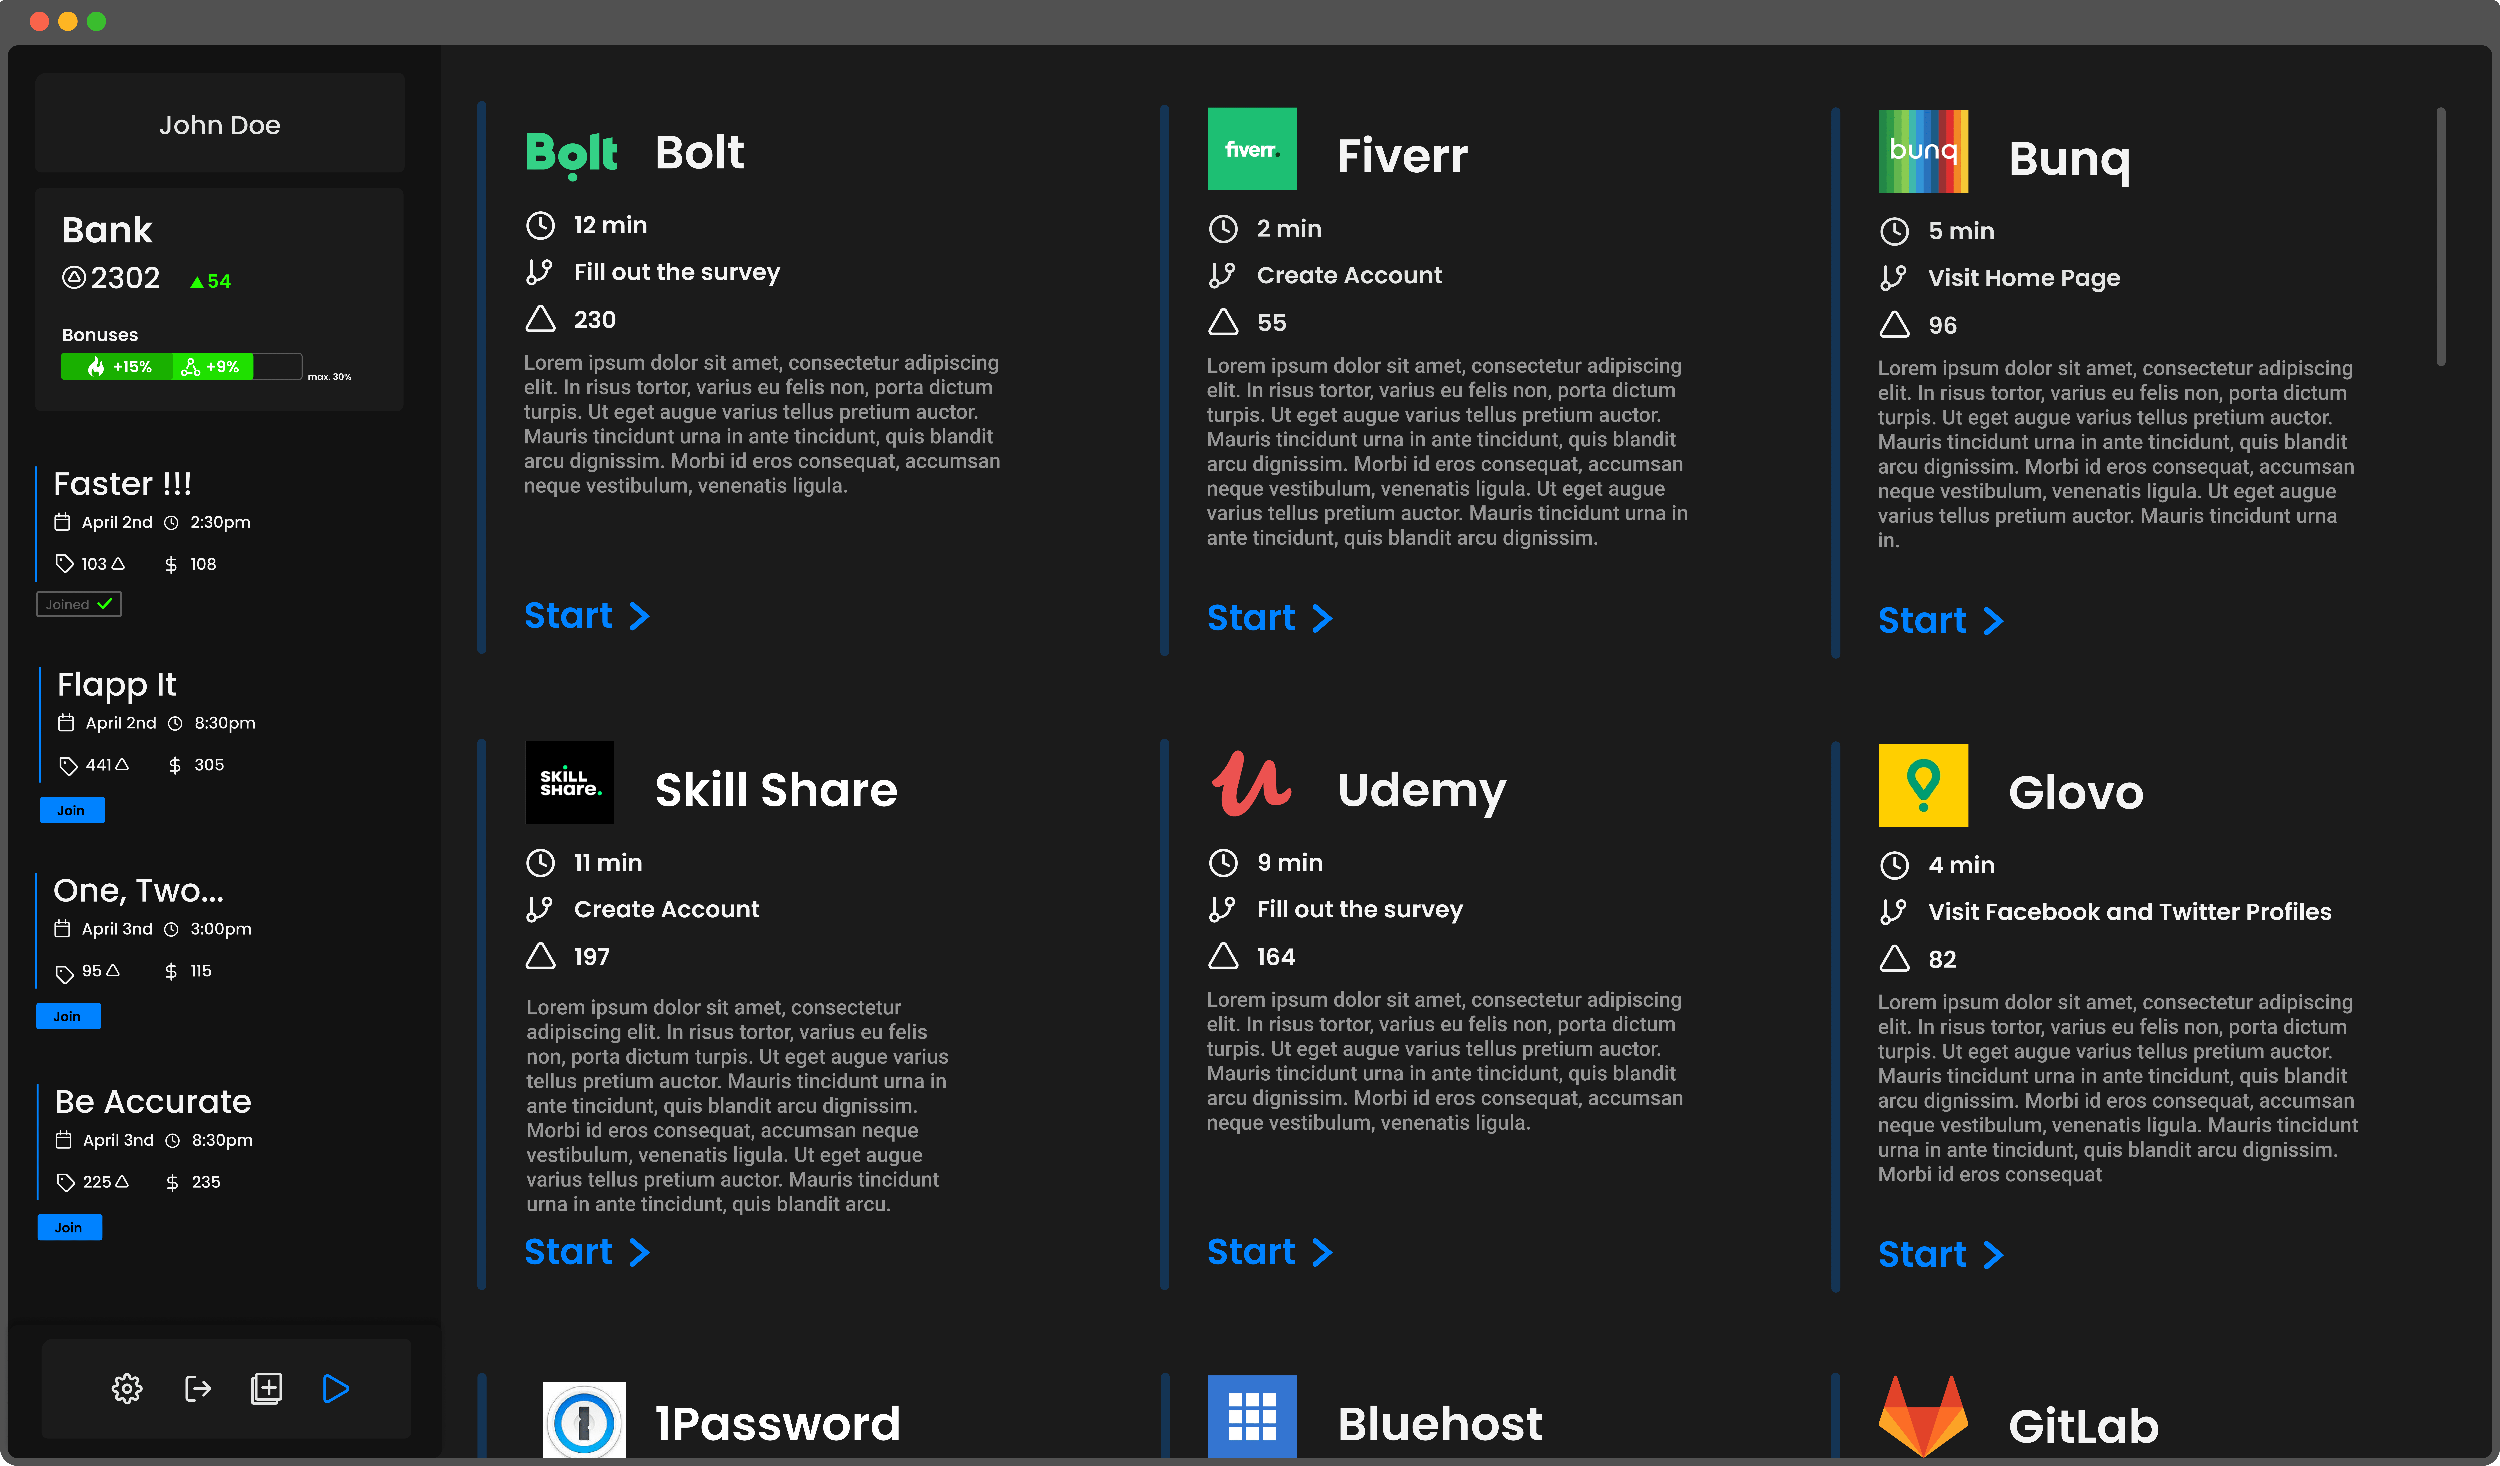 John Doe
Bank
2302 54
Bonuses
+15% +9% max. 30%
Faster !!!
April 2nd 2:30pm
103 $ 108
Joined
Flapp It
April 2nd 8:30pm
441 $ 305
Join
One, Two...
April 3nd 3:00pm
95 $ 115
Join
Be Accurate
April 3nd 8:30pm
225 $ 235
Join
Bolt Bolt
12 min
Fill out the survey
230
Lorem ipsum dolor sit amet, consectetur adipiscing
elit. In risus tortor, varius eu felis non, porta dictum
turpis. Ut eget augue varius tellus pretium auctor.
Mauris tincidunt urna in ante tincidunt, quis blandit
arcu dignissim. Morbi id eros consequat, accumsan
neque vestibulum, venenatis ligula.
Start
fiverr. Fiverr
2 min
Create Account
55
Lorem ipsum dolor sit amet, consectetur adipiscing
elit. In risus tortor, varius eu felis non, porta dictum
turpis. Ut eget augue varius tellus pretium auctor.
Mauris tincidunt urna in ante tincidunt, quis blandit
arcu dignissim. Morbi id eros consequat, accumsan
neque vestibulum, venenatis ligula. Ut eget augue
varius tellus pretium auctor. Mauris tincidunt urna in
ante tincidunt, quis blandit arcu dignissim.
Start
bunq Bunq
5 min
Visit Home Page
96
Lorem ipsum dolor sit amet, consectetur adipiscing
elit. In risus tortor, varius eu felis non, porta dictum
turpis. Ut eget augue varius tellus pretium auctor.
Mauris tincidunt urna in ante tincidunt, quis blandit
arcu dignissim. Morbi id eros consequat, accumsan
neque vestibulum, venenatis ligula. Ut eget augue
varius tellus pretium auctor. Mauris tincidunt urna
in.
Start
SKILL
SHare. Skill Share
11 min
Create Account
197
Lorem ipsum dolor sit amet, consectetur
adipiscing elit. In risus tortor, varius eu felis
non, porta dictum turpis. Ut eget augue varius
tellus pretium auctor. Mauris tincidunt urna in
ante tincidunt, quis blandit arcu dignissim.
Morbi id eros consequat, accumsan neque
vestibulum, venenatis ligula. Ut eget augue
varius tellus pretium auctor. Mauris tincidunt
urna in ante tincidunt, quis blandit arcu.
Start
Udemy
9 min
Fill out the survey
164
Lorem ipsum dolor sit amet, consectetur adipiscing
elit. In risus tortor, varius eu felis non, porta dictum
turpis. Ut eget augue varius tellus pretium auctor.
Mauris tincidunt urna in ante tincidunt, quis blandit
arcu dignissim. Morbi id eros consequat, accumsan
neque vestibulum, venenatis ligula.
Start
Glovo
4 min
Visit Facebook and Twitter Profiles
82
Lorem ipsum dolor sit amet, consectetur adipiscing
elit. In risus tortor, varius eu felis non, porta dictum
turpis. Ut eget augue varius tellus pretium auctor.
Mauris tincidunt urna in ante tincidunt, quis blandit
arcu dignissim. Morbi id eros consequat, accumsan
neque vestibulum, venenatis ligula. Mauris tincidunt
urna in ante tincidunt, quis blandit arcu dignissim.
Morbi id eros consequat
Start
1Password
Bluehost
GitLab